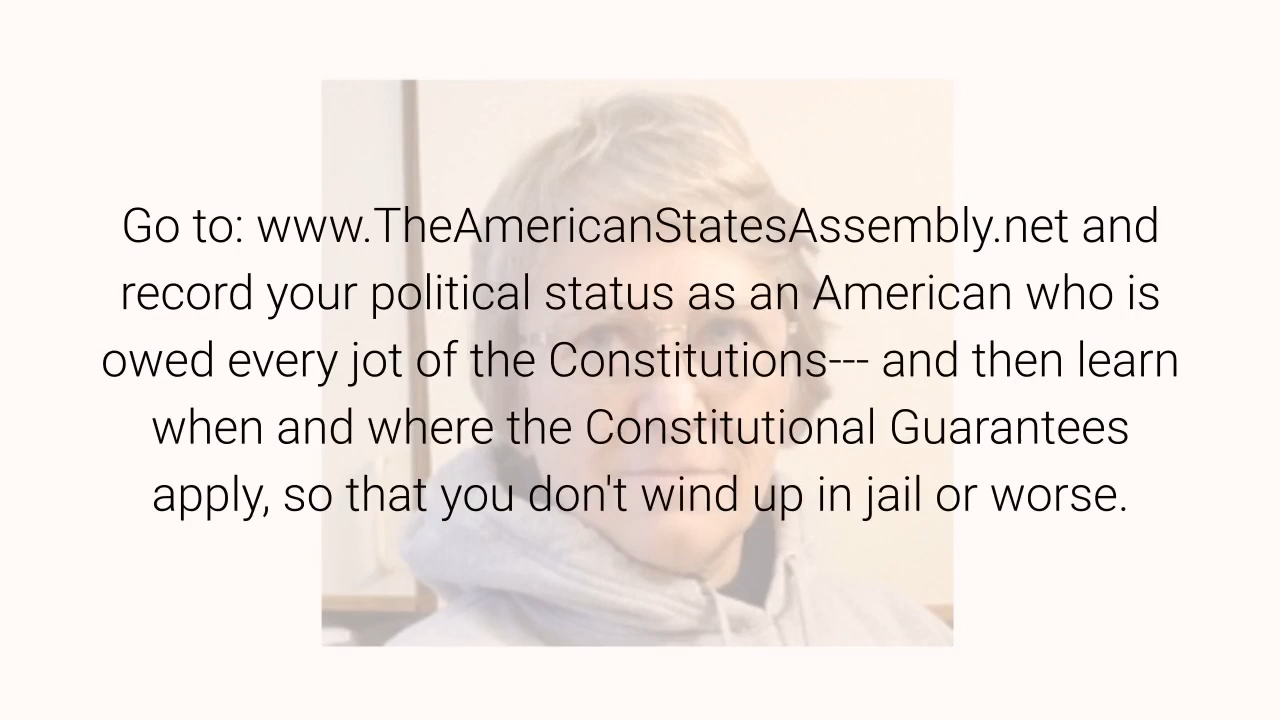 Go to: www.TheAmericanStatesAssembly.net and
record your political status as an American who is
owed every jot of the Constitutions--- and then learn
when and where the Constitutional Guarantees
apply, so that you don't wind up in jail or worse.